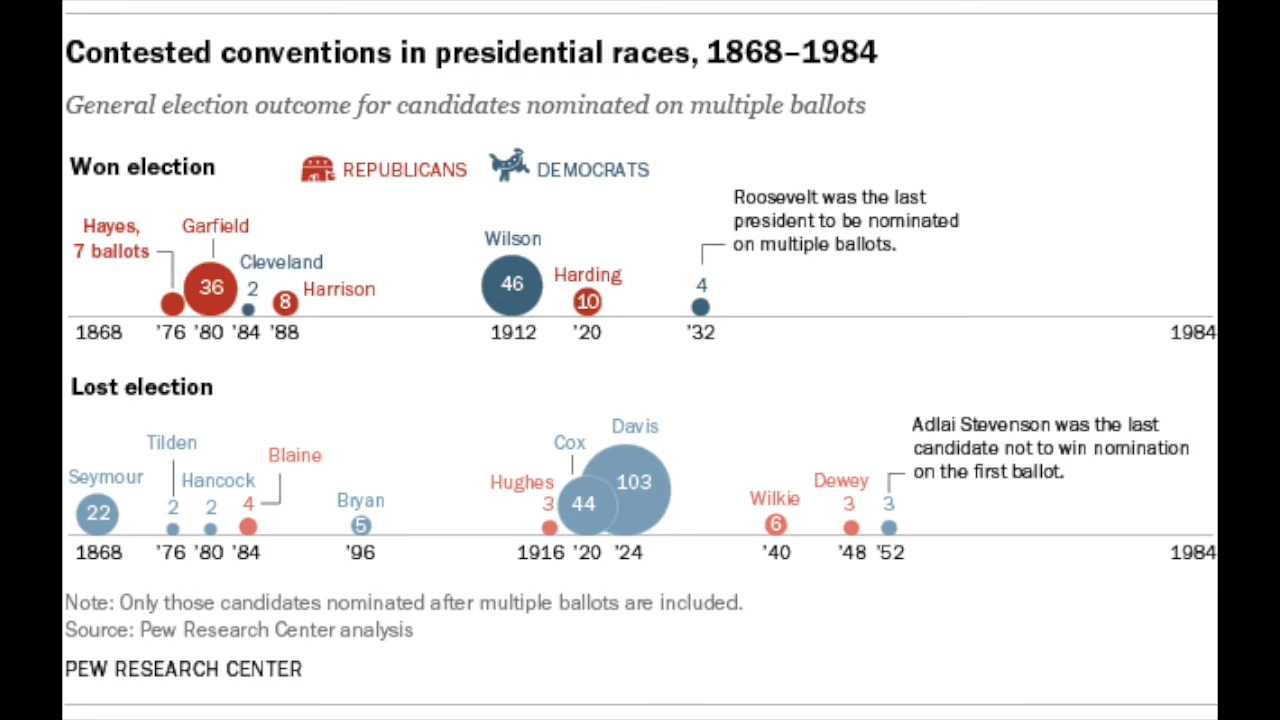 Contested conventions in presidential races, 1868–1984
General election outcome for candidates nominated on multiple ballots
Won election
REPUBLICANS
DEMOCRATS
Roosevelt was the last
president to be nominated
on multiple ballots.
Hayes,
7 ballots
Garfield
36
Cleveland
2
8
Harrison
Wilson
46
Harding
10
4
1868 '76 '80 '84 '88 1912 '20 '32 1984
Lost election
Adlai Stevenson was the last
candidate not to win nomination
on the first ballot.
Seymour
22
Tilden
2
Hancock
2
Blaine
4
Bryan
5
Hughes
3
Cox
44
Davis
103
Wilkie
6
Dewey
3
3
1868 '76 '80 '84 '96 1916 '20 '24 '40 '48 '52 1984
Note: Only those candidates nominated after multiple ballots are included.
Source: Pew Research Center analysis
PEW RESEARCH CENTER